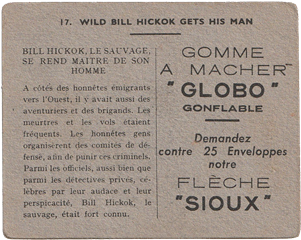 17. WILD BILL HICKOK GETS HIS MAN
BILL HICKOK, LE SAUVAGE,
SE REND MAITRE DE SON
HOMME
A côtés des honnêtes émigrants
vers l'Ouest, il y avait aussi des
aventuriers et des brigands. Les
meurtres et les vols étaient
fréquents. Les honnêtes gens
organisèrent des comités de dé-
fense, afin de punir ces criminels.
Parmi les officiels, aussi bien que
parmi les détectives privés, célè-
bres par leur audace et leur
perspicacité, Bill Hickok, le
sauvage, était fort connu.
GOMME
A MACHER
"GLOBO"
GONFLABLE
Demandez
contre 25 Enveloppes
notre
FLÈCHE
"SIOUX"